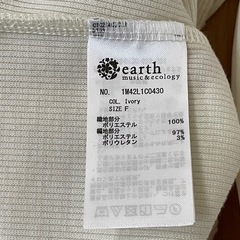 earth
music&ecology
NO. 1M42L1C0430
COL. Ivory
SIZE F
織地部分
ポリエステル 100%
編地部分
ポリエステル 97%
ポリウレタン 3%